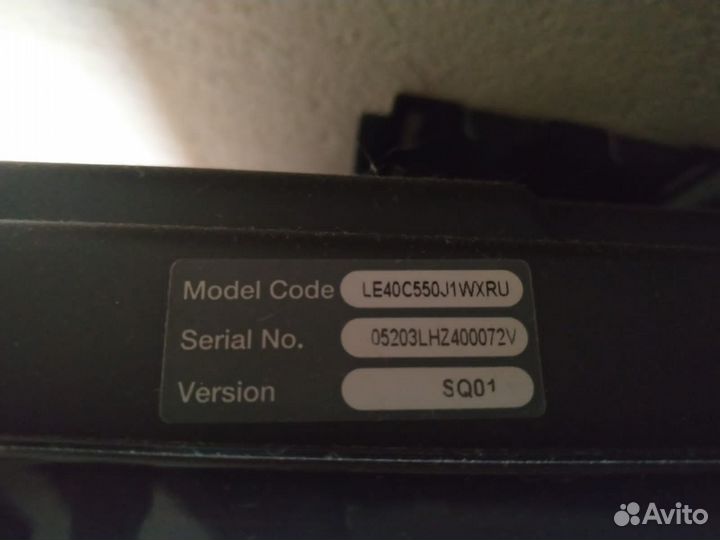 Model Code LE40C550J1WXRU
Serial No. 05203LHZ400072V
Version SQ01
Avito